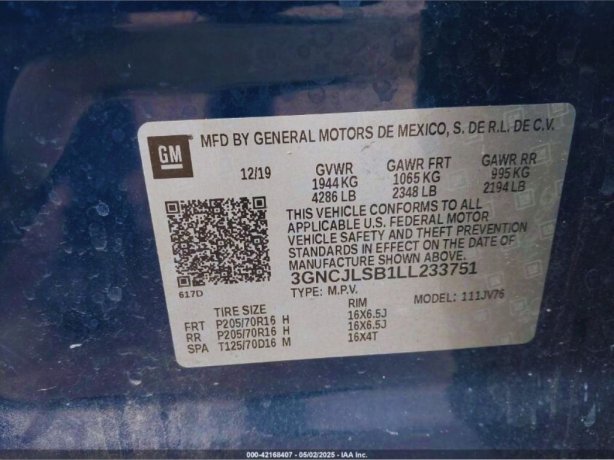 GM
MFD BY GENERAL MOTORS DE MEXICO, S. DE R.L. DE C.V.
12/19 GVWR GAWR FRT GAWR RR
1944 KG 1065 KG 995 KG
4286 LB 2348 LB 2194 LB
THIS VEHICLE CONFORMS TO ALL
APPLICABLE U.S. FEDERAL MOTOR
VEHICLE SAFETY AND THEFT PREVENTION
STANDARDS IN EFFECT ON THE DATE OF
MANUFACTURE SHOWN ABOVE.
3GNCJLSB1LL233751
617D
TYPE: M.P.V. MODEL: 111JV76
TIRE SIZE RIM
FRT P205/70R16 H 16X6.5J
RR P205/70R16 H 16X6.5J
SPA T125/70D16 M 16X4T
000-42168407 - 05/02/2025 - IAA Inc.